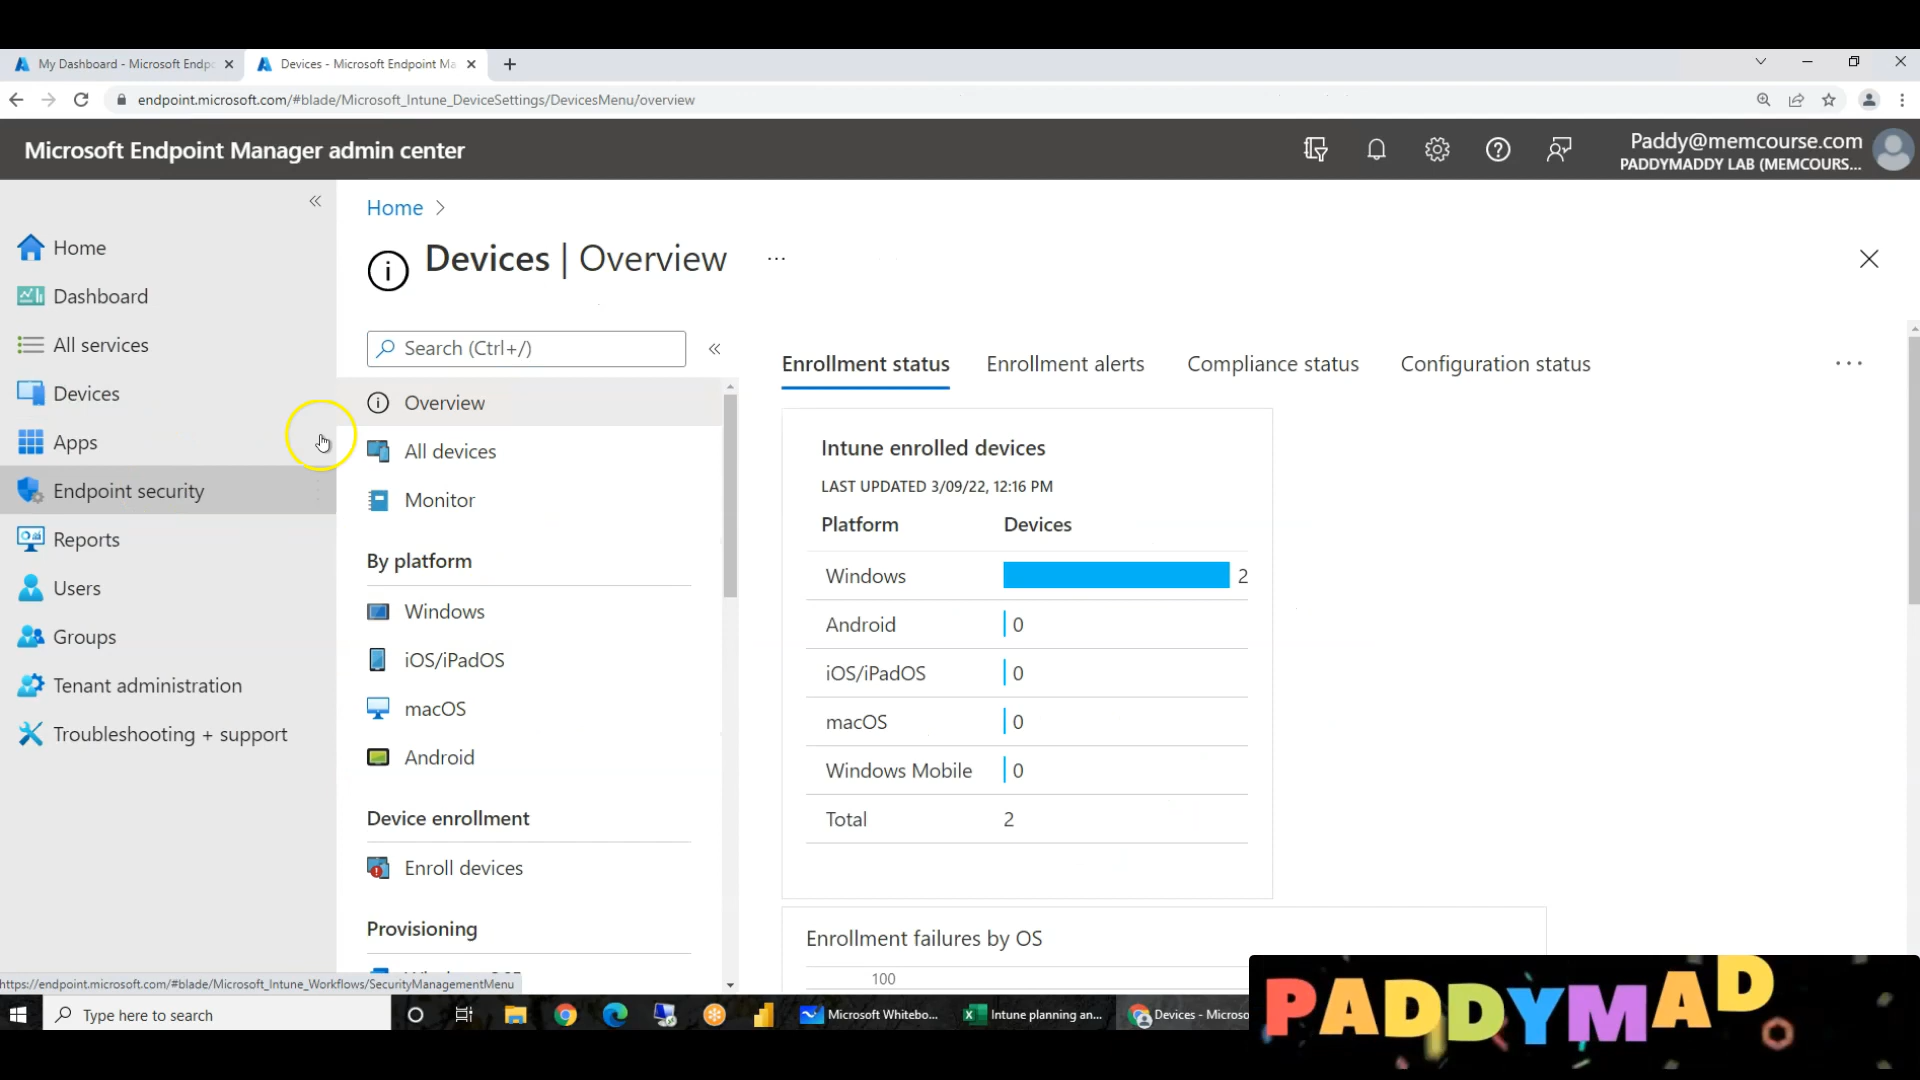 My Dashboard - Microsoft Endp
Devices - Microsoft Endpoint Ma
endpoint.microsoft.com/#blade/Microsoft_Intune_DeviceSettings/DevicesMenu/overview
Microsoft Endpoint Manager admin center
Paddy@memcourse.com
PADDYMADDY LAB (MEMCOURS...
Home
Dashboard
All services
Devices
Apps
Endpoint security
Reports
Users
Groups
Tenant administration
Troubleshooting + support
Home
Devices | Overview
...
Search (Ctrl+/)
Overview
All devices
Monitor
By platform
Windows
iOS/iPadOS
macOS
Android
Device enrollment
Enroll devices
Provisioning
Enrollment status
Enrollment alerts
Compliance status
Configuration status
...
Intune enrolled devices
LAST UPDATED 3/09/22, 12:16 PM
Platform Devices
Windows 2
Android 0
iOS/iPadOS 0
macOS 0
Windows Mobile 0
Total 2
Enrollment failures by OS
100
https://endpoint.microsoft.com/#blade/Microsoft_Intune_Workflows/SecurityManagementMenu
Type here to search
Microsoft Whitebo...
Intune planning an...
Devices - Microso
PADDYMAD